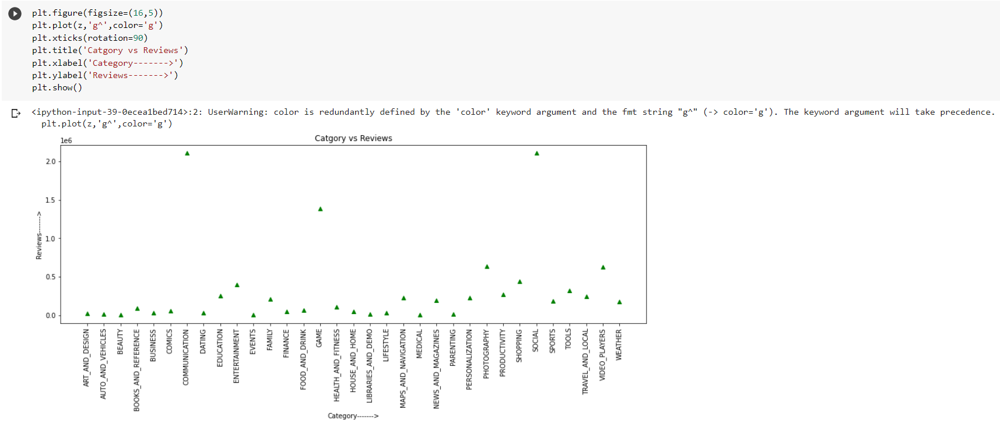 plt.figure(figsize=(16,5))
plt.plot(z,'g^',color='g')
plt.xticks(rotation=90)
plt.title('Catgory vs Reviews')
plt.xlabel('Category------->')
plt.ylabel('Reviews------->')
plt.show()
<ipython-input-39-0ecea1bed714>:2: UserWarning: color is redundantly defined by the 'color' keyword argument and the fmt string "g^" (-> color='g'). The keyword argument will take precedence.
plt.plot(z,'g^',color='g')
Catgory vs Reviews
1e6
2.0
1.5
1.0
0.5
0.0
Reviews------->
ART_AND_DESIGN
AUTO_AND_VEHICLES
BEAUTY
BOOKS_AND_REFERENCE
BUSINESS
COMICS
COMMUNICATION
DATING
EDUCATION
ENTERTAINMENT
EVENTS
FAMILY
FINANCE
FOOD_AND_DRINK
GAME
HEALTH_AND_FITNESS
HOUSE_AND_HOME
LIBRARIES_AND_DEMO
LIFESTYLE
MAPS_AND_NAVIGATION
MEDICAL
NEWS_AND_MAGAZINES
PARENTING
PERSONALIZATION
PHOTOGRAPHY
PRODUCTIVITY
SHOPPING
SOCIAL
SPORTS
TOOLS
TRAVEL_AND_LOCAL
VIDEO_PLAYERS
WEATHER
Category------->